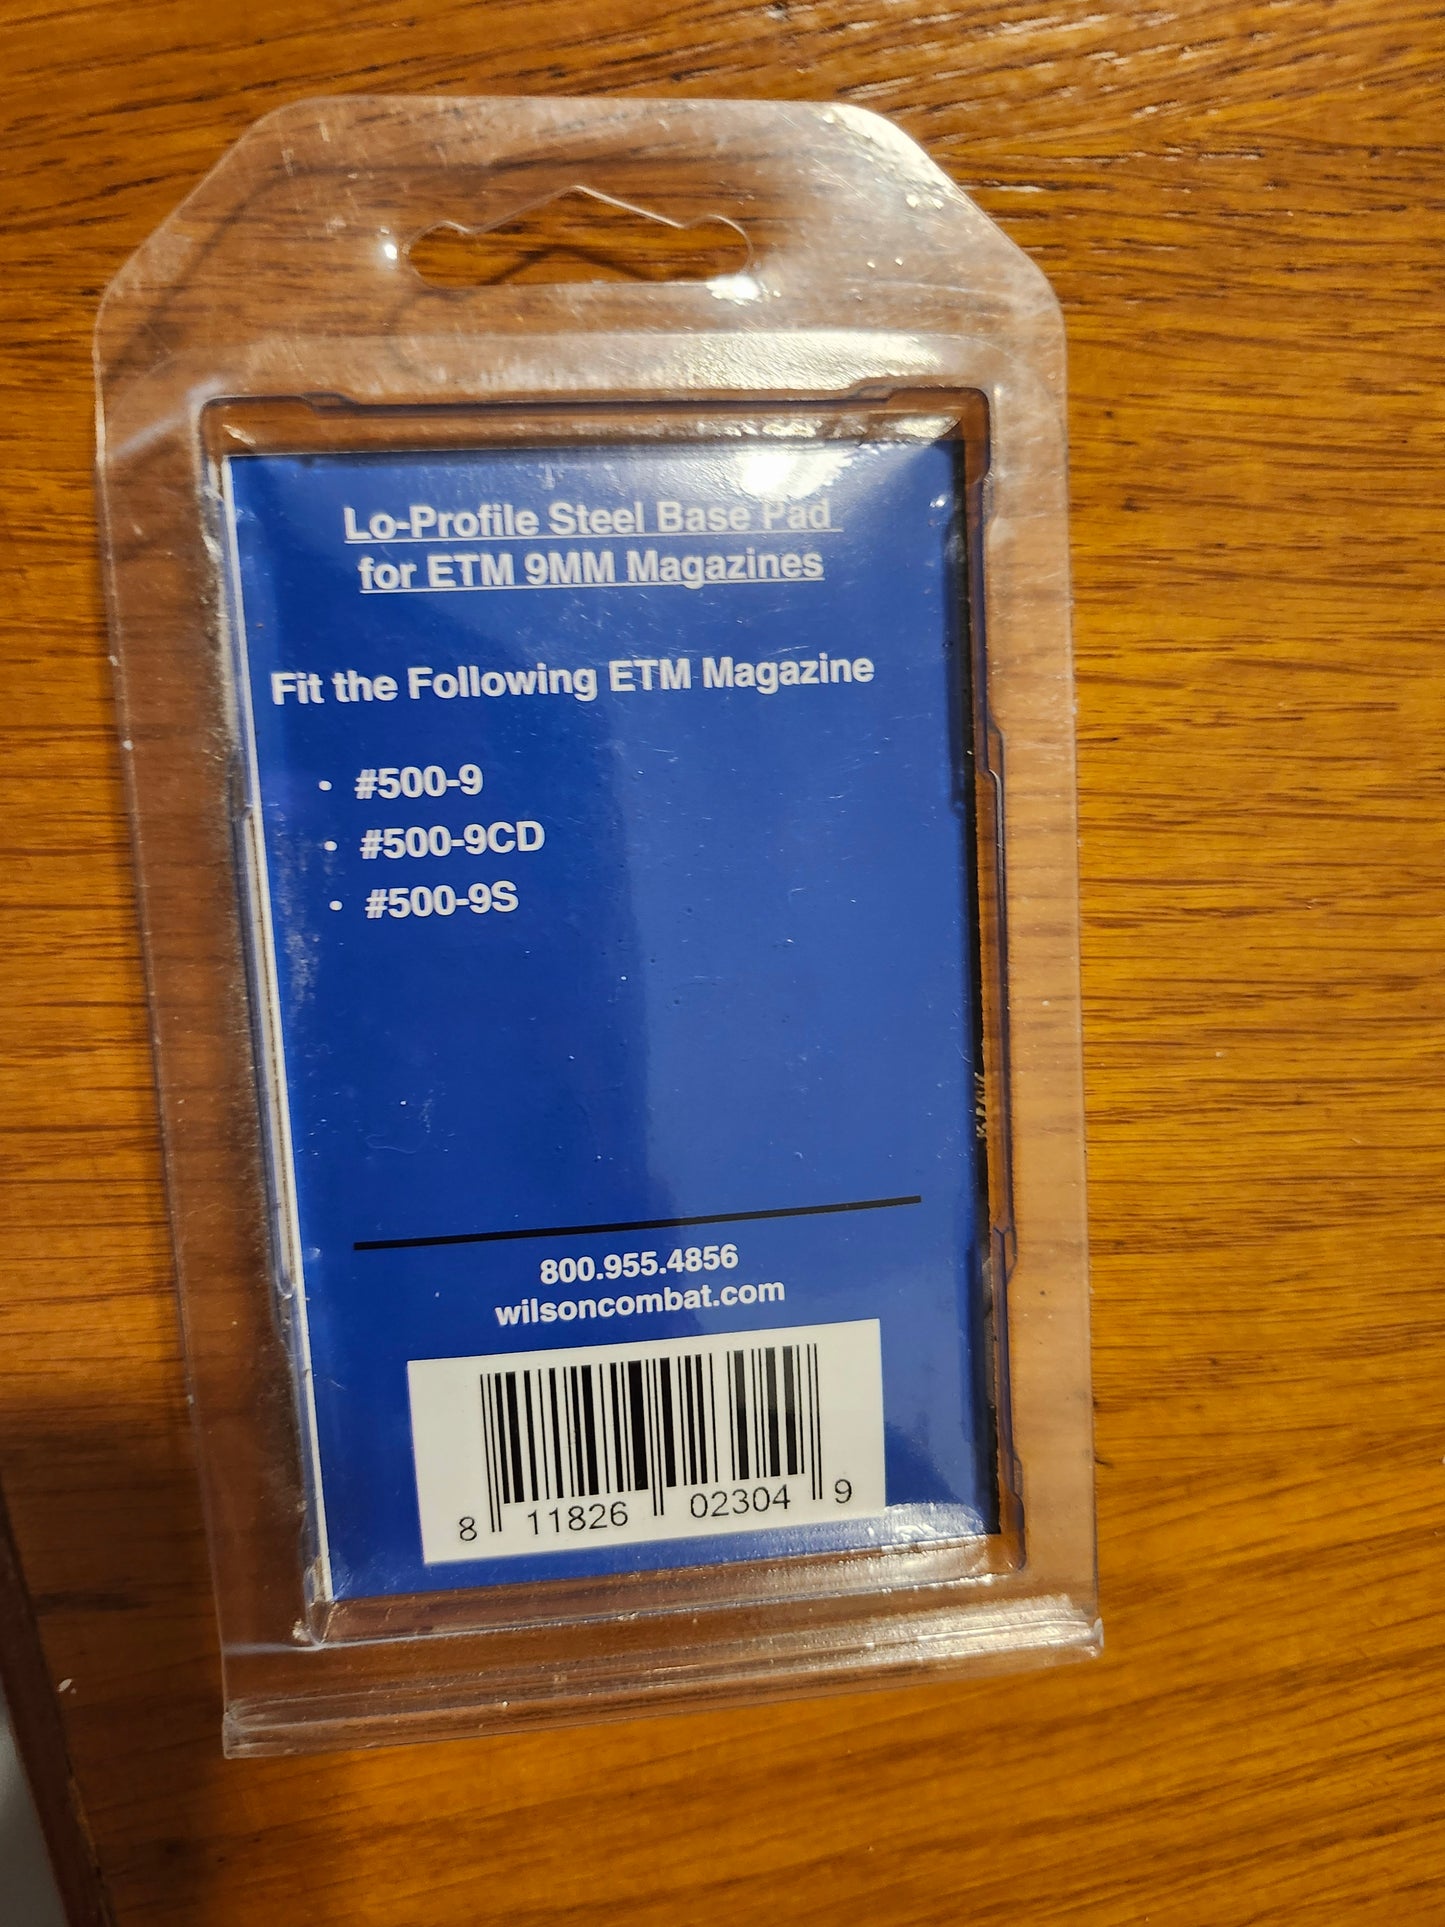 Lo-Profile Steel Base Pad
for ETM 9MM Magazines
Fit the Following ETM Magazine
• #500-9
• #500-9CD
• #500-9S
800.955.4856
wilsoncombat.com
8 11826 02304 9